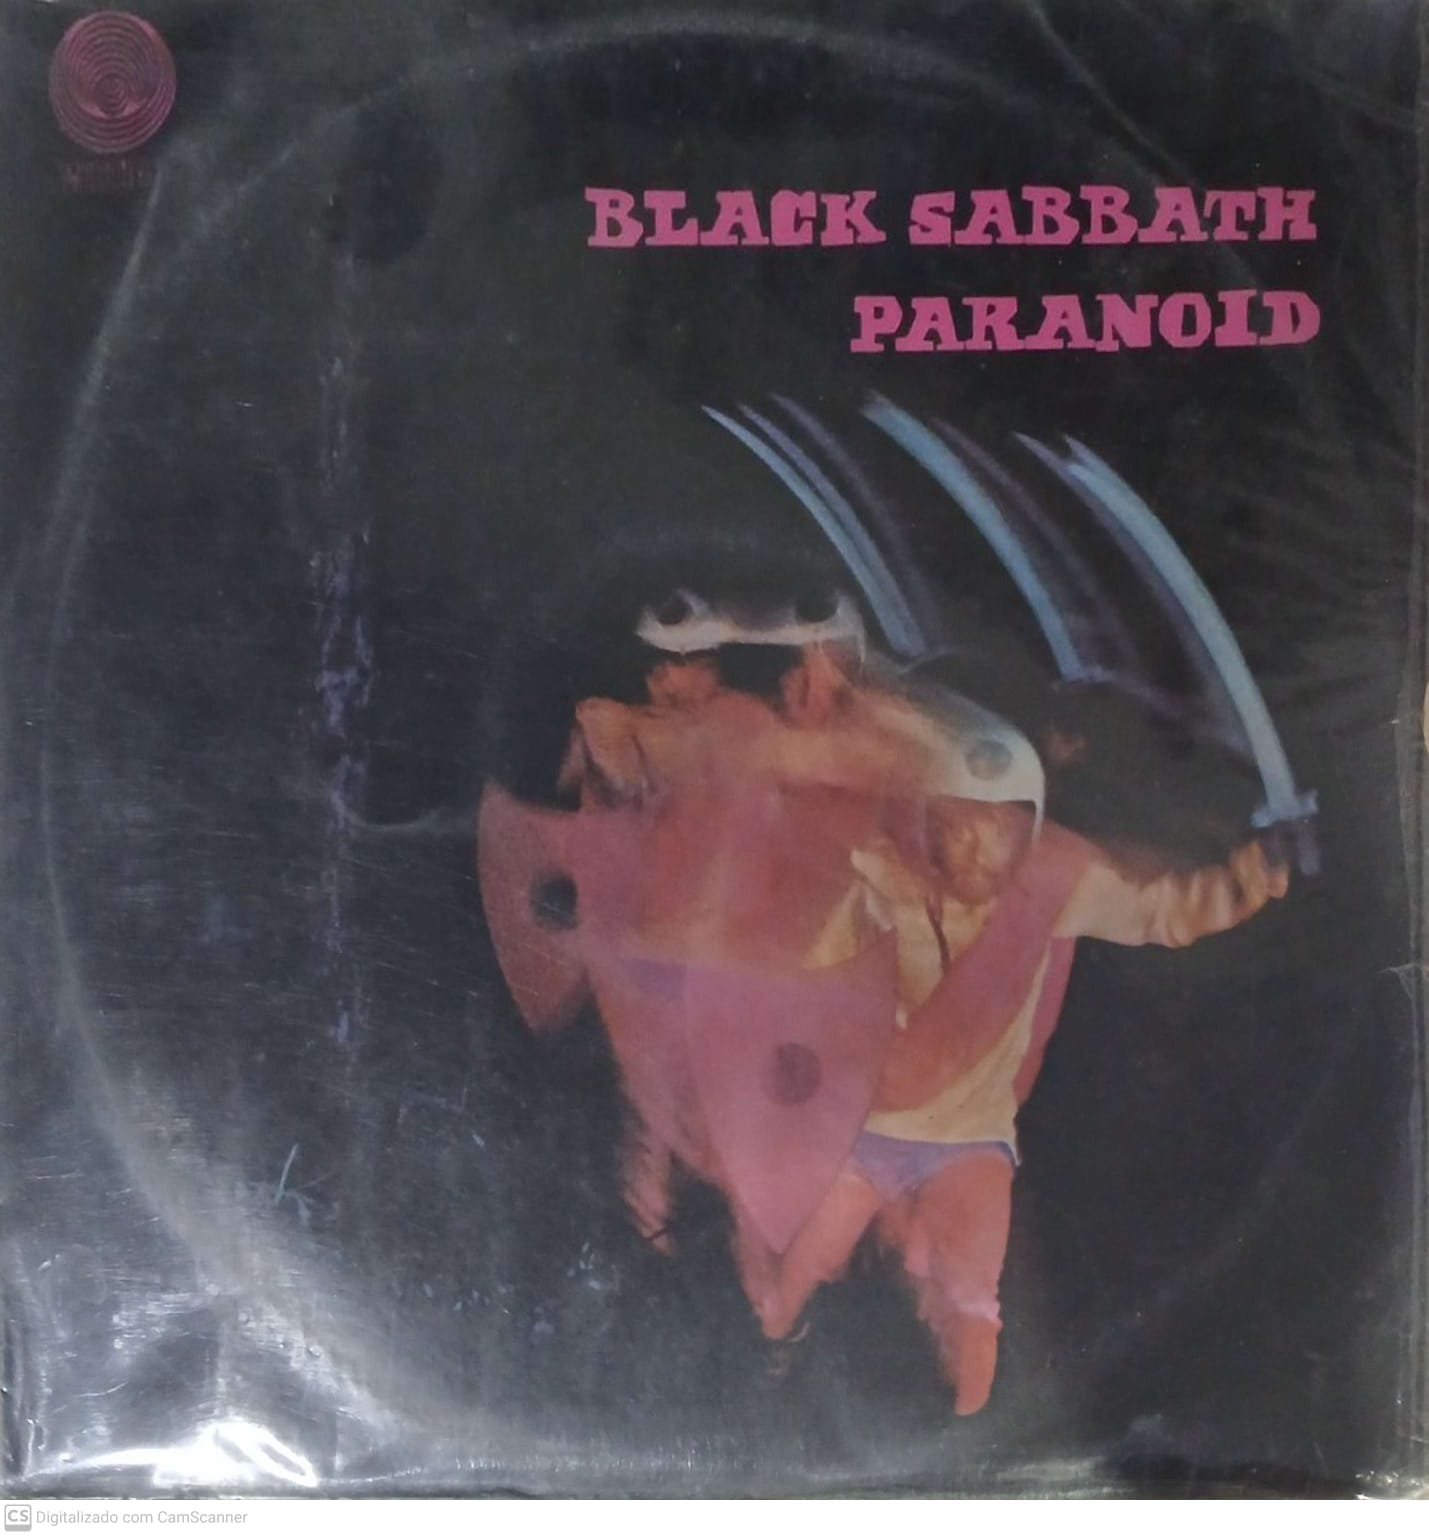 BLACK SABBATH
PARANOID
CS Digitalizado com CamScanner